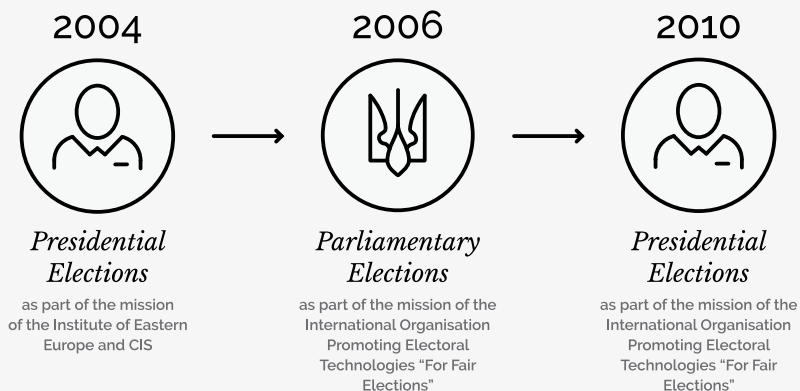 2004
Presidential
Elections
as part of the mission
of the Institute of Eastern
Europe and CIS
2006
Parliamentary
Elections
as part of the mission of the
International Organisation
Promoting Electoral
Technologies “For Fair
Elections”
2010
Presidential
Elections
as part of the mission of the
International Organisation
Promoting Electoral
Technologies “For Fair
Elections”